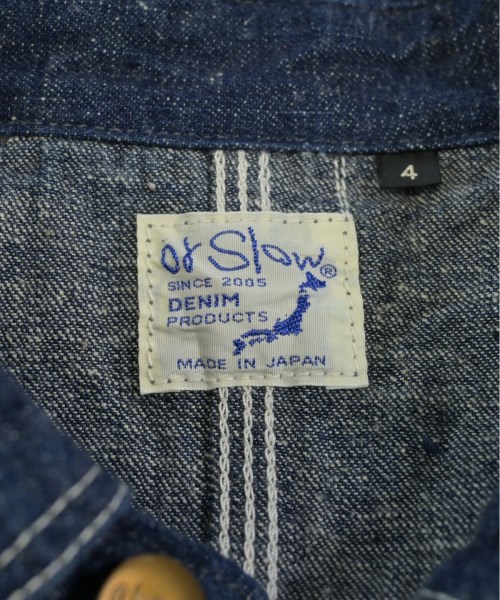 4
or Slow
®
SINCE 2005
DENIM
PRODUCTS
MADE IN JAPAN